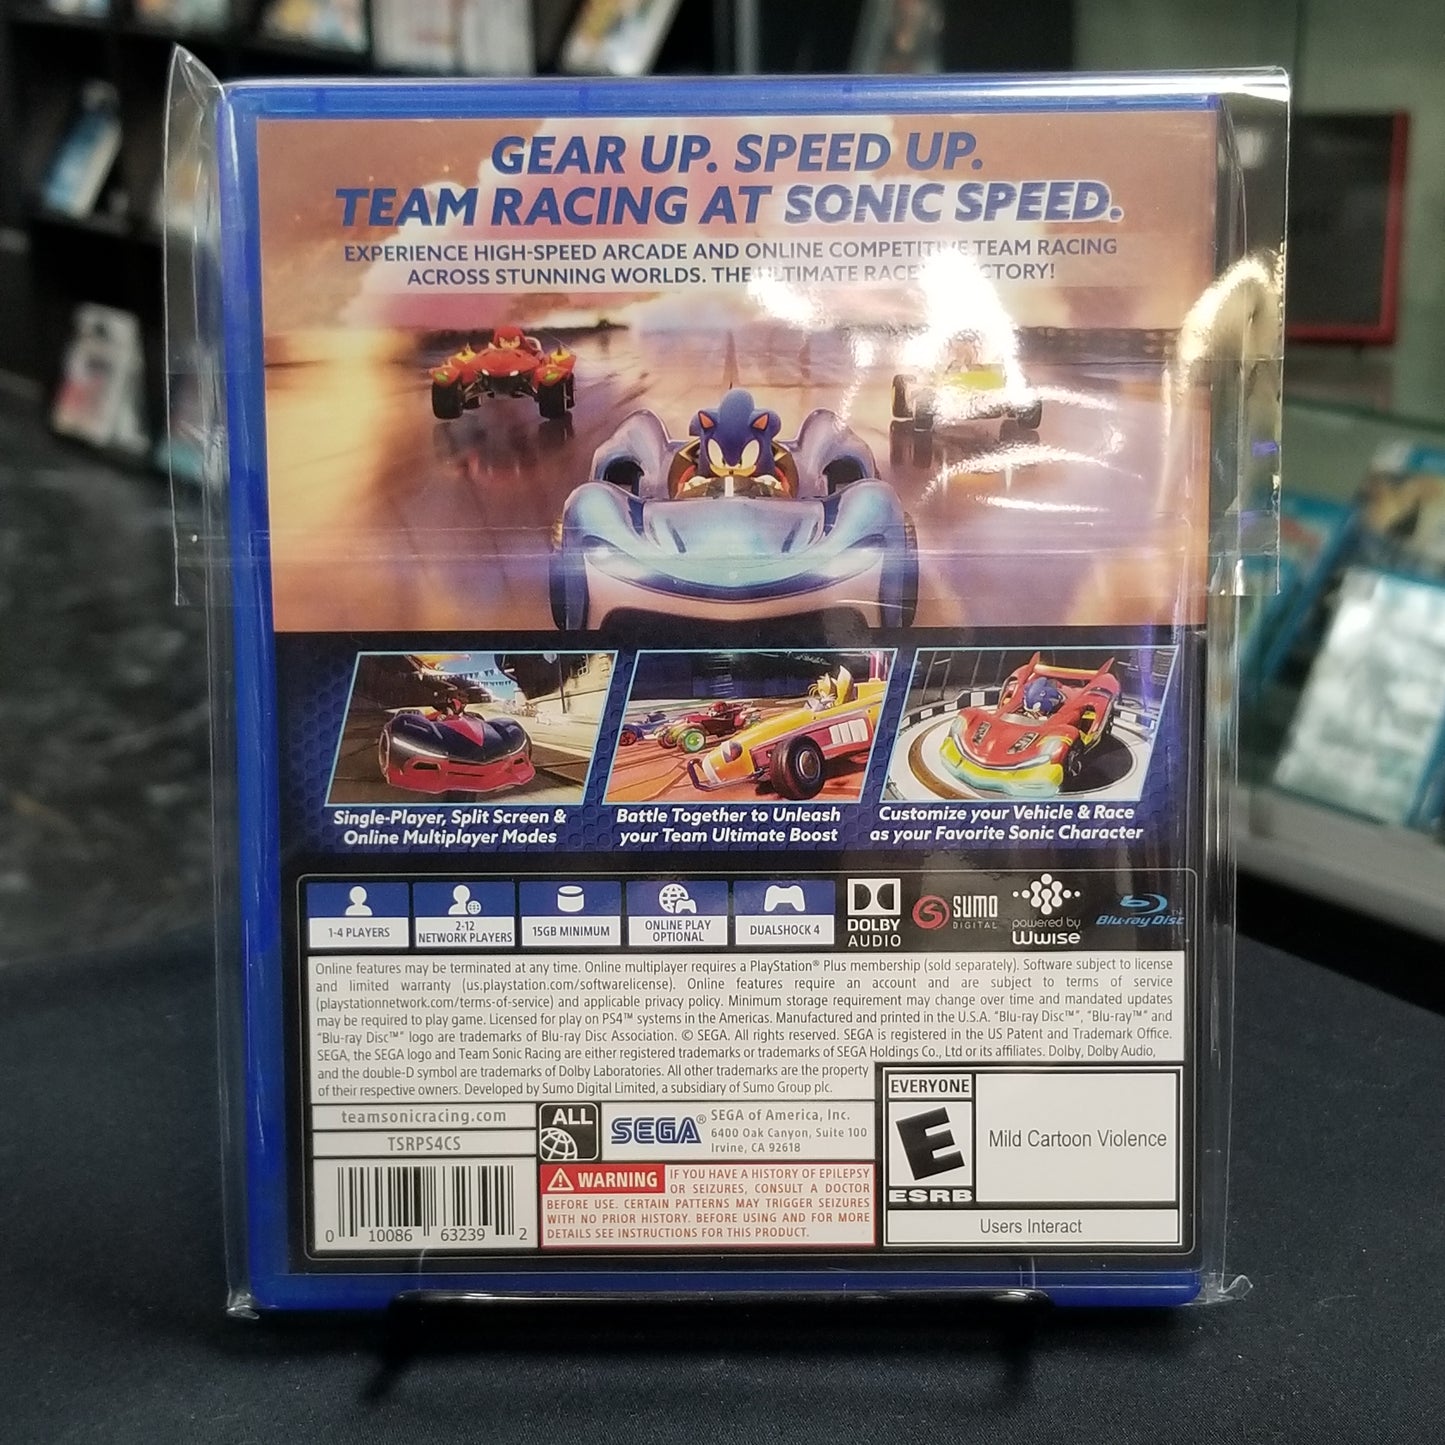 GEAR UP. SPEED UP.
TEAM RACING AT SONIC SPEED.
EXPERIENCE HIGH-SPEED ARCADE AND ONLINE COMPETITIVE TEAM RACING
ACROSS STUNNING WORLDS. THE ULTIMATE RACE
Single-Player, Split Screen &
Online Multiplayer Modes
Battle Together to Unleash
your Team Ultimate Boost
Customize your Vehicle & Race
as your Favorite Sonic Character
1-4 PLAYERS
2-12
NETWORK PLAYERS
15GB MINIMUM
ONLINE PLAY
OPTIONAL
DUALSHOCK 4
DOLBY
AUDIO
SUMO
DIGITAL
powered by
Wwise
Blu-ray Disc™
Online features may be terminated at any time. Online multiplayer requires a PlayStation® Plus membership (sold separately). Software subject to license
and limited warranty (us.playstation.com/softwarelicense). Online features require an account and are subject to terms of service
(playstationnetwork.com/terms-of-service) and applicable privacy policy. Minimum storage requirement may change over time and mandated updates
may be required to play game. Licensed for play on PS4™ systems in the Americas. Manufactured and printed in the U.S.A. "Blu-ray Disc™", "Blu-ray™" and
"Blu-ray Disc™" logo are trademarks of Blu-ray Disc Association. © SEGA. All rights reserved. SEGA is registered in the US Patent and Trademark Office.
SEGA, the SEGA logo and Team Sonic Racing are either registered trademarks or trademarks of SEGA Holdings Co., Ltd or its affiliates. Dolby, Dolby Audio,
and the double-D symbol are trademarks of Dolby Laboratories. All other trademarks are the property
of their respective owners. Developed by Sumo Digital Limited, a subsidiary of Sumo Group plc.
teamsonicracing.com
TSRPS4CS
0 10086 63239 2
ALL
SEGA®
SEGA of America, Inc.
6400 Oak Canyon, Suite 100
Irvine, CA 92618
WARNING IF YOU HAVE A HISTORY OF EPILEPSY
OR SEIZURES, CONSULT A DOCTOR
BEFORE USE. CERTAIN PATTERNS MAY TRIGGER SEIZURES
WITH NO PRIOR HISTORY. BEFORE USING AND FOR MORE
DETAILS SEE INSTRUCTIONS FOR THIS PRODUCT.
EVERYONE
E
ESRB
Mild Cartoon Violence
Users Interact